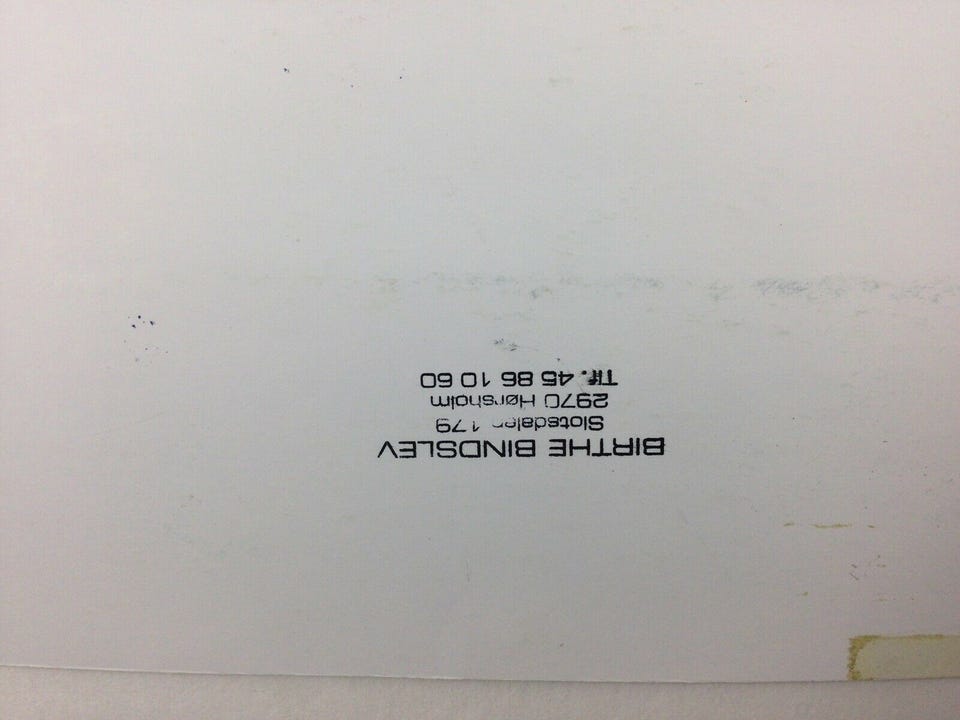 BIRTHE BINDSLEV
Slotsdalen 179
2970 Hørsholm
Tlf. 45 86 10 60